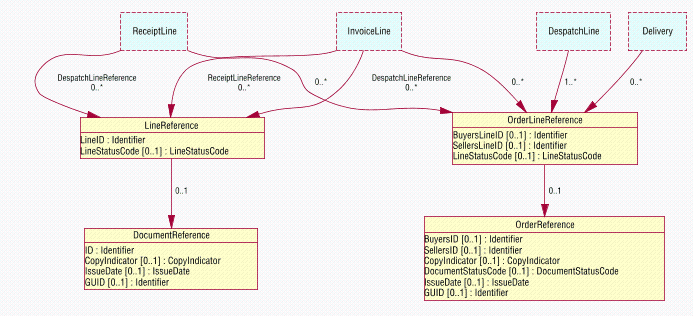 ReceiptLine
InvoiceLine
DespatchLine
Delivery
DespatchLineReference
0..*
ReceiptLineReference
0..*
0..*
DespatchLineReference
0..*
0..*
1..*
0..*
LineReference
LineID : Identifier
LineStatusCode [0..1] : LineStatusCode
OrderLineReference
BuyersLineID [0..1] : Identifier
SellersLineID [0..1] : Identifier
LineStatusCode [0..1] : LineStatusCode
0..1
0..1
DocumentReference
ID : Identifier
CopyIndicator [0..1] : CopyIndicator
IssueDate [0..1] : IssueDate
GUID [0..1] : Identifier
OrderReference
BuyersID [0..1] : Identifier
SellersID [0..1] : Identifier
CopyIndicator [0..1] : CopyIndicator
DocumentStatusCode [0..1] : DocumentStatusCode
IssueDate [0..1] : IssueDate
GUID [0..1] : Identifier